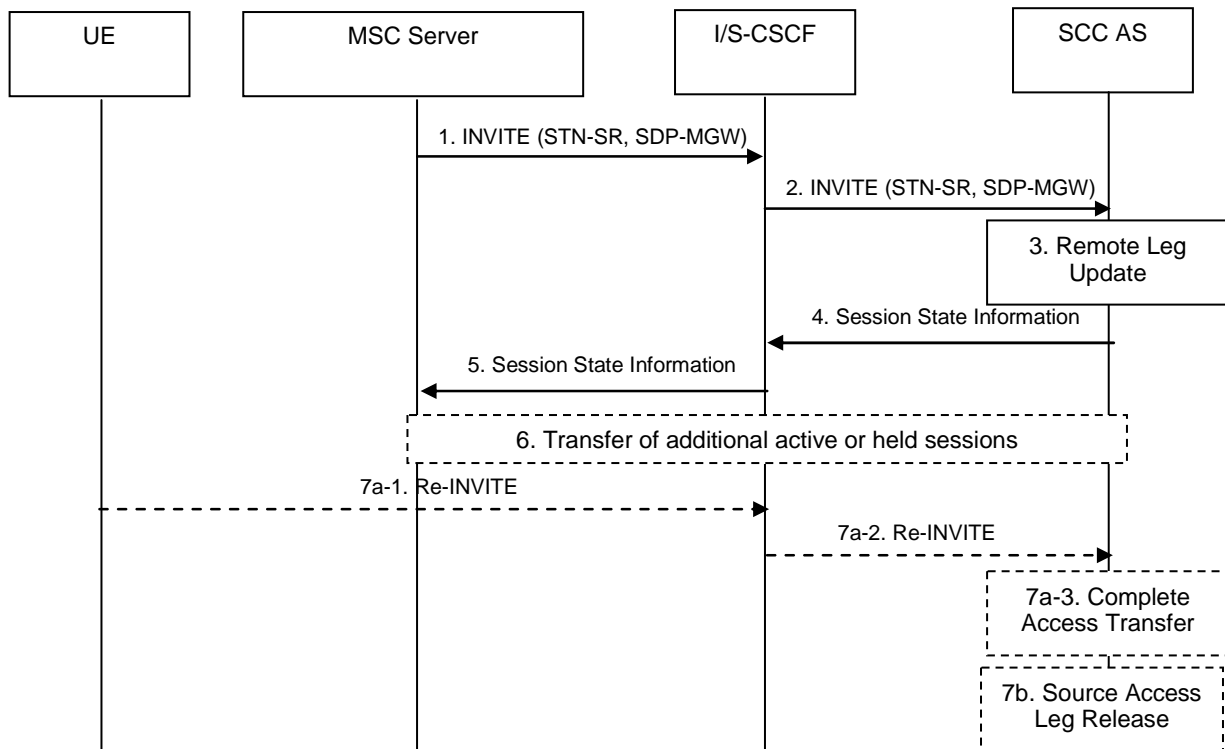 UE
MSC Server
I/S-CSCF
SCC AS
1. INVITE (STN-SR, SDP-MGW)
2. INVITE (STN-SR, SDP-MGW)
3. Remote Leg
Update
4. Session State Information
5. Session State Information
6. Transfer of additional active or held sessions
7a-1. Re-INVITE
7a-2. Re-INVITE
7a-3. Complete
Access Transfer
7b. Source Access
Leg Release